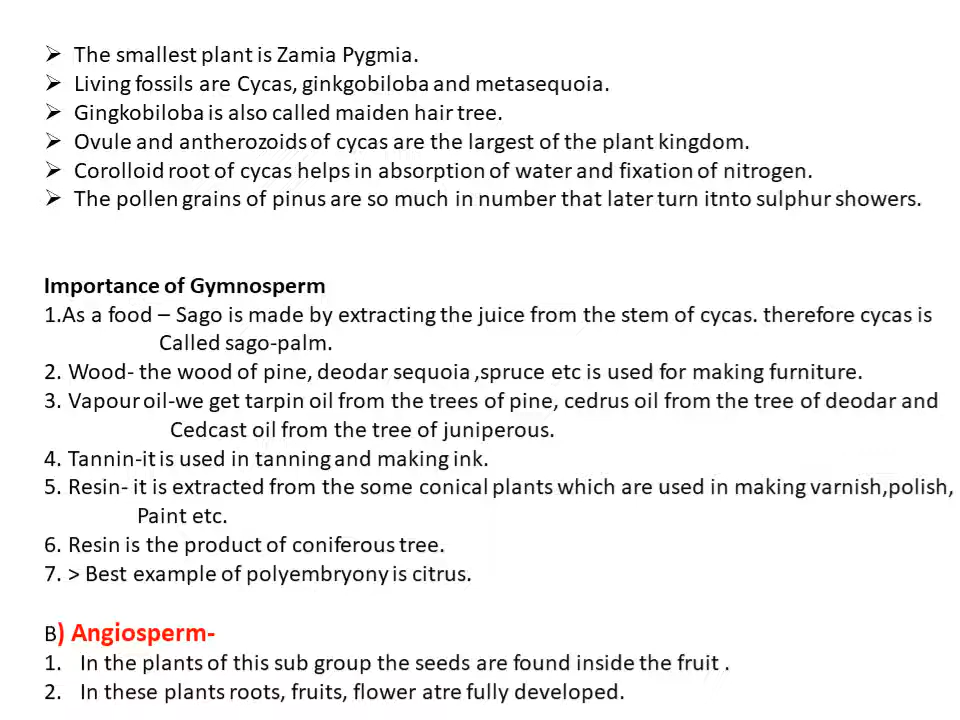 ➢ The smallest plant is Zamia Pygmia.
➢ Living fossils are Cycas, ginkgobiloba and metasequoia.
➢ Gingkobiloba is also called maiden hair tree.
➢ Ovule and antherozoids of cycas are the largest of the plant kingdom.
➢ Corolloid root of cycas helps in absorption of water and fixation of nitrogen.
➢ The pollen grains of pinus are so much in number that later turn itnto sulphur showers.
Importance of Gymnosperm
1.As a food – Sago is made by extracting the juice from the stem of cycas. therefore cycas is
Called sago-palm.
2. Wood- the wood of pine, deodar sequoia ,spruce etc is used for making furniture.
3. Vapour oil-we get tarpin oil from the trees of pine, cedrus oil from the tree of deodar and
Cedcast oil from the tree of juniperous.
4. Tannin-it is used in tanning and making ink.
5. Resin- it is extracted from the some conical plants which are used in making varnish,polish,
Paint etc.
6. Resin is the product of coniferous tree.
7. > Best example of polyembryony is citrus.
B) Angiosperm-
1. In the plants of this sub group the seeds are found inside the fruit .
2. In these plants roots, fruits, flower atre fully developed.